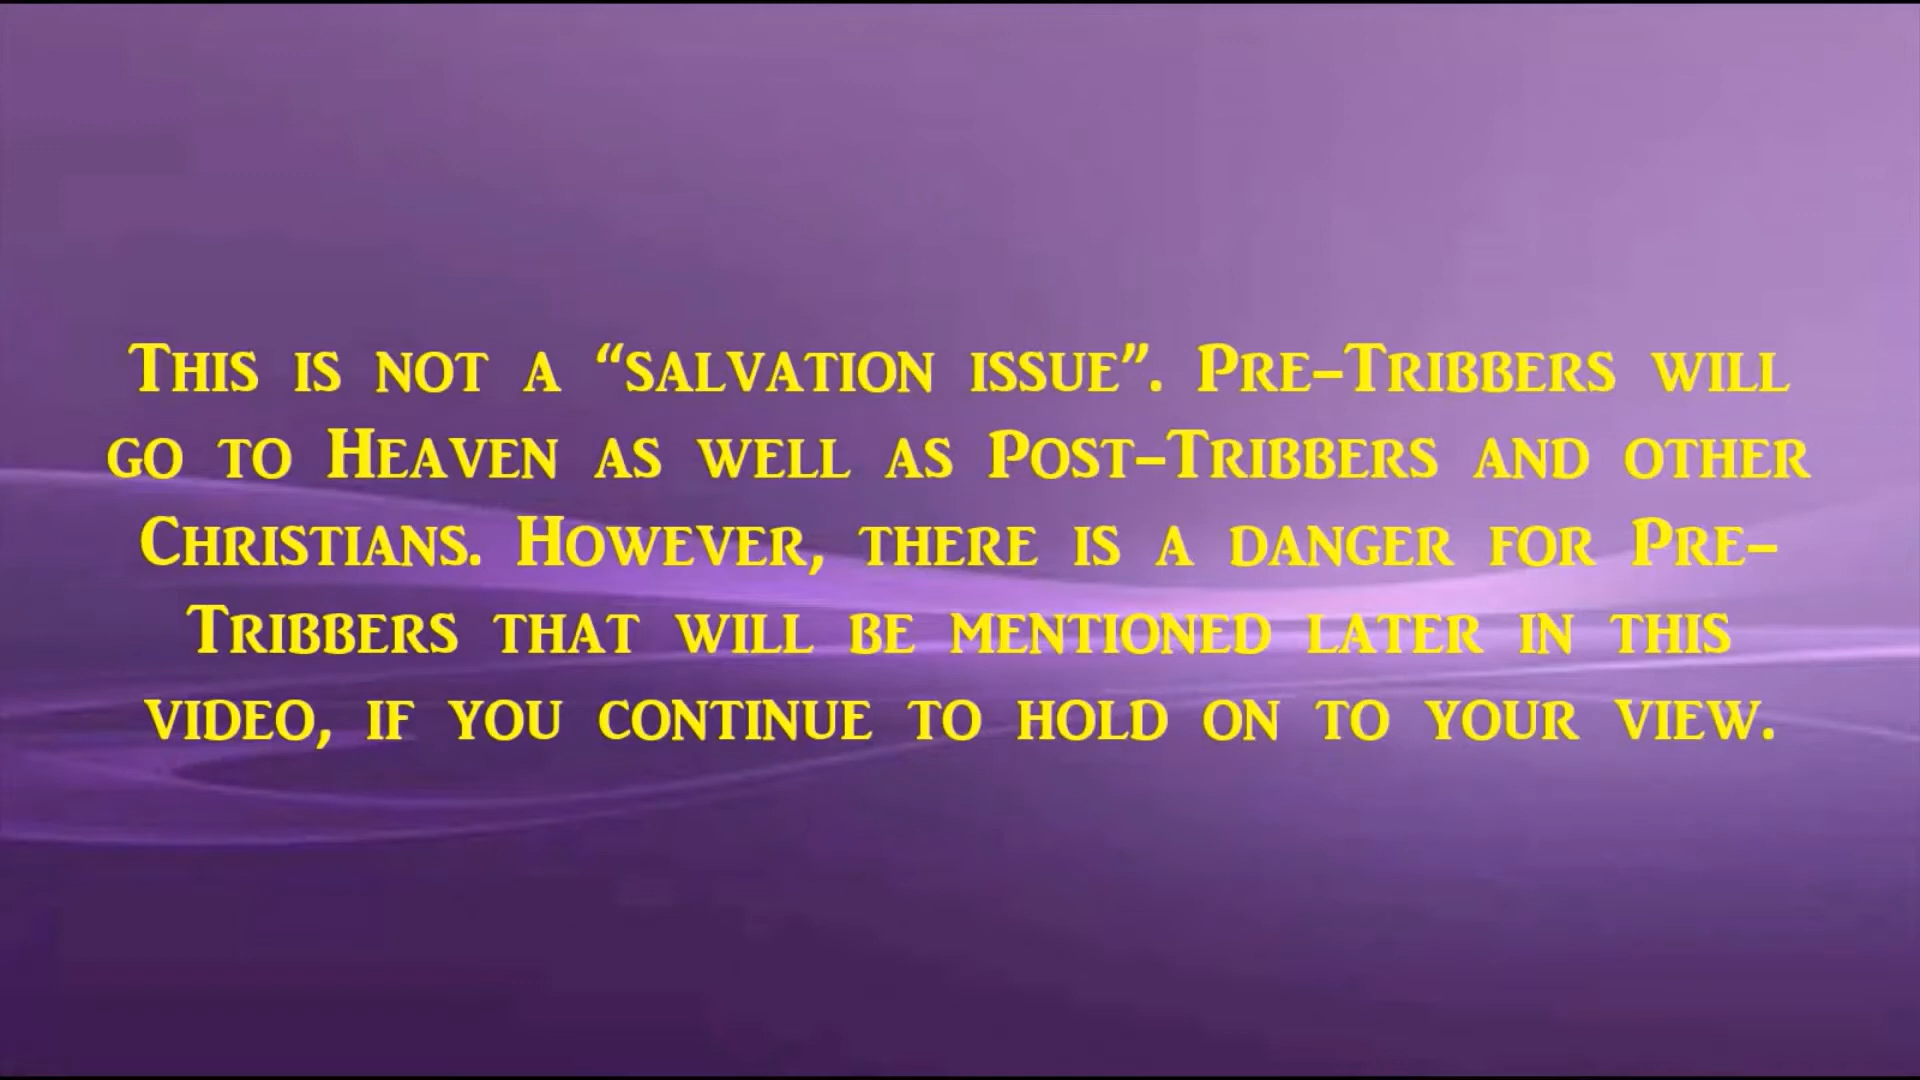 This is not a “salvation issue”. Pre-Tribbers will
go to Heaven as well as Post-Tribbers and other
Christians. However, there is a danger for Pre-
Tribbers that will be mentioned later in this
video, if you continue to hold on to your view.